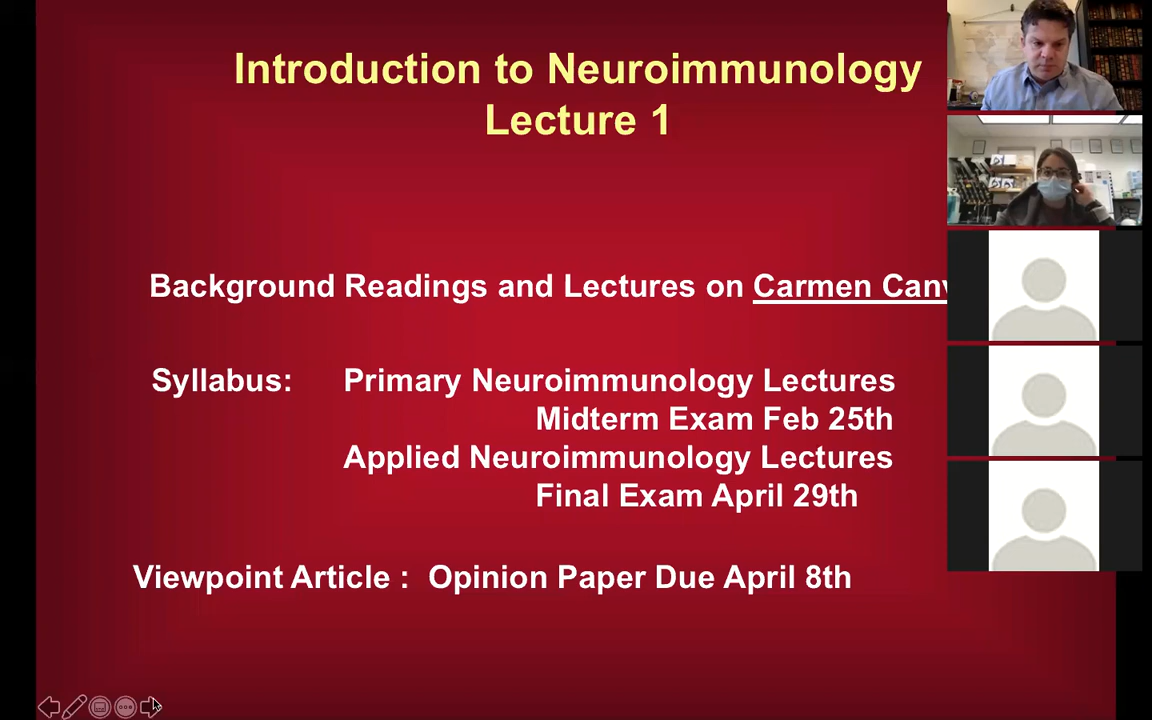 Introduction to Neuroimmunology
Lecture 1
Background Readings and Lectures on Carmen
Syllabus: Primary Neuroimmunology Lectures
Midterm Exam Feb 25th
Applied Neuroimmunology Lectures
Final Exam April 29th
Viewpoint Article : Opinion Paper Due April 8th